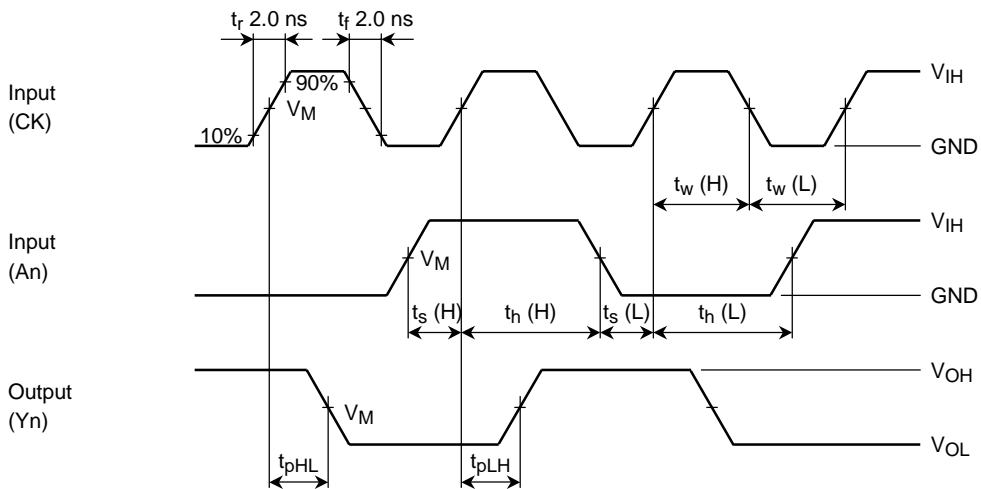 tr 2.0 ns
tf 2.0 ns
Input
(CK)
90%
VM
10%
VIH
GND
tw (H)
tw (L)
Input
(An)
VM
VIH
GND
ts (H)
th (H)
ts (L)
th (L)
Output
(Yn)
VM
VOH
VOL
tpHL
tpLH